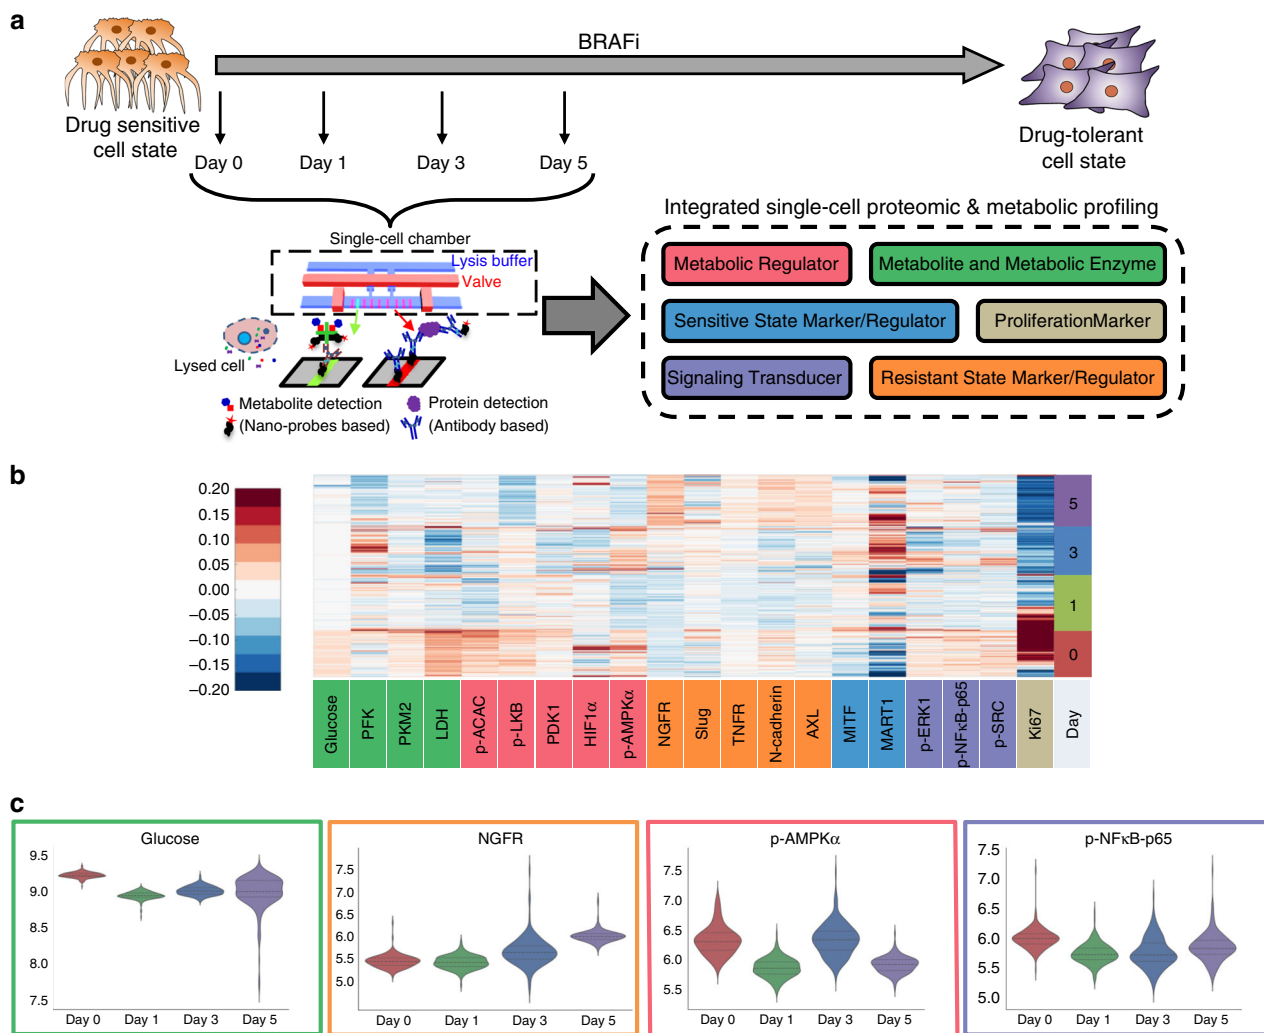 a
BRAFi
Drug sensitive
cell state
Day 0
Day 1
Day 3
Day 5
Drug-tolerant
cell state
Single-cell chamber
Lysis buffer
Valve
Lysed cell
Metabolite detection
(Nano-probes based)
Protein detection
(Antibody based)
Integrated single-cell proteomic & metabolic profiling
Metabolic Regulator
Metabolite and Metabolic Enzyme
Sensitive State Marker/Regulator
ProliferationMarker
Signaling Transducer
Resistant State Marker/Regulator
b
0.20
0.15
0.10
0.05
0.00
−0.05
−0.10
−0.15
−0.20
5
3
1
0
Glucose
PFK
PKM2
LDH
p-ACAC
p-LKB
PDK1
HIF1α
p-AMPKα
NGFR
Slug
TNFR
N-cadherin
AXL
MITF
MART1
p-ERK1
p-NFκB-p65
p-SRC
Ki67
Day
c
Glucose
9.5
9.0
8.5
8.0
7.5
Day 0 Day 1 Day 3 Day 5
NGFR
7.5
7.0
6.5
6.0
5.5
5.0
Day 0 Day 1 Day 3 Day 5
p-AMPKα
7.5
7.0
6.5
6.0
5.5
Day 0 Day 1 Day 3 Day 5
p-NFκB-p65
7.5
7.0
6.5
6.0
5.5
5.0
Day 0 Day 1 Day 3 Day 5